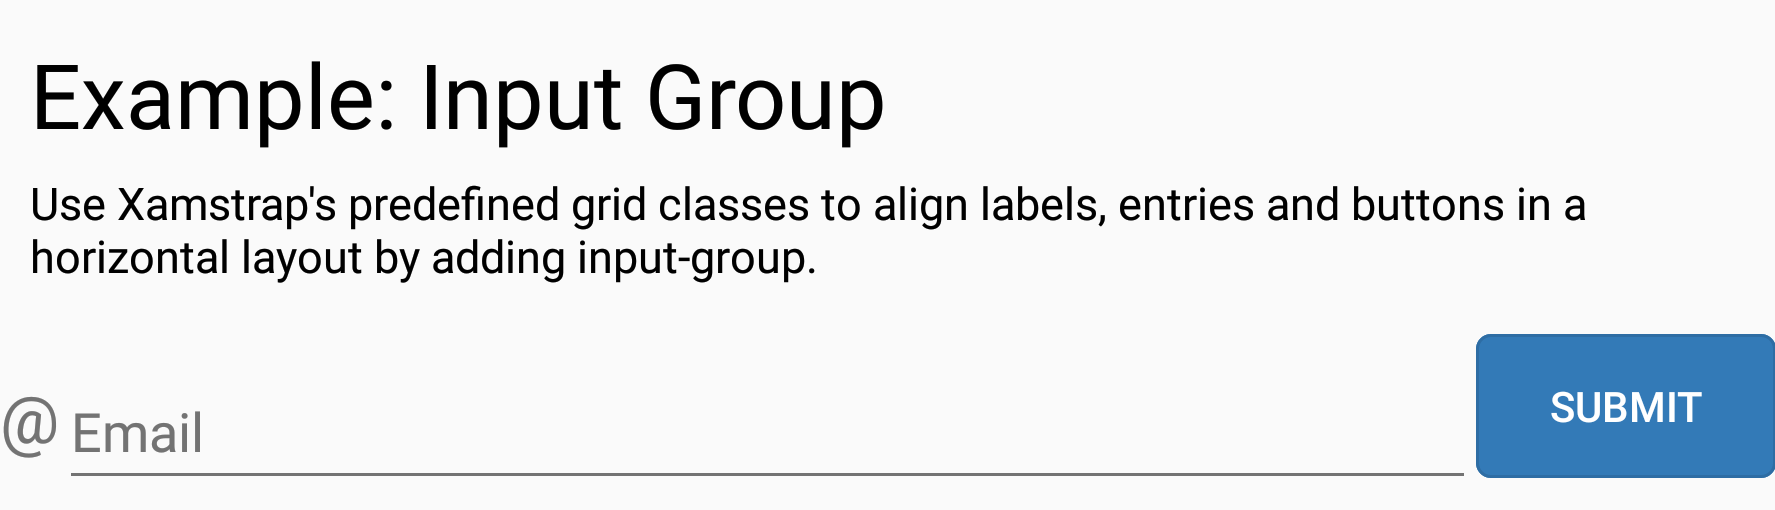 Example: Input Group
Use Xamstrap's predefined grid classes to align labels, entries and buttons in a
horizontal layout by adding input-group.
@ Email SUBMIT